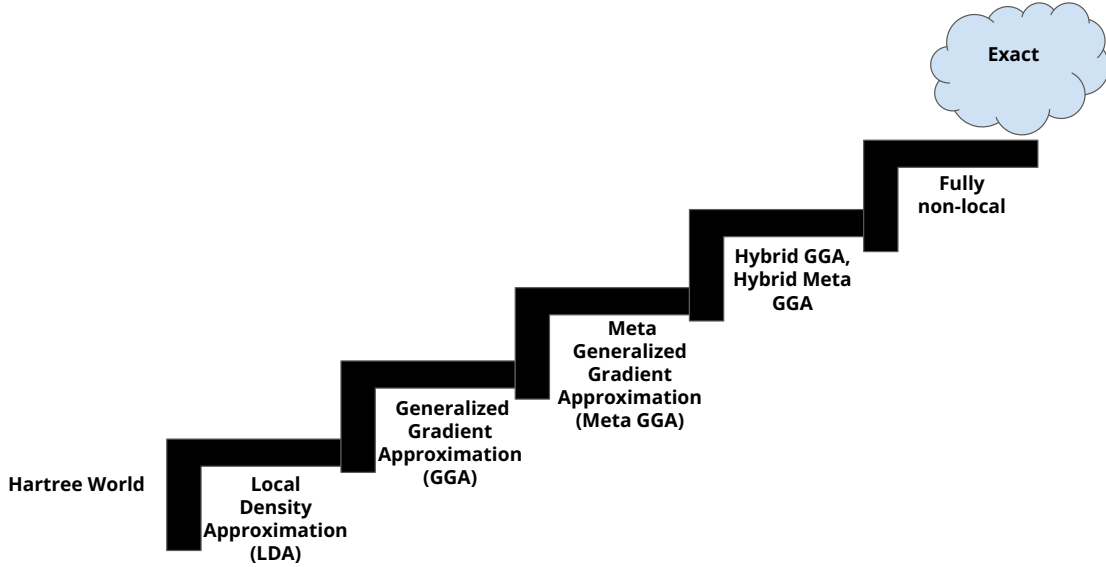 Exact
Fully
non-local
Hybrid GGA,
Hybrid Meta
GGA
Meta
Generalized
Gradient
Approximation
(Meta GGA)
Generalized
Gradient
Approximation
(GGA)
Hartree World
Local
Density
Approximation
(LDA)